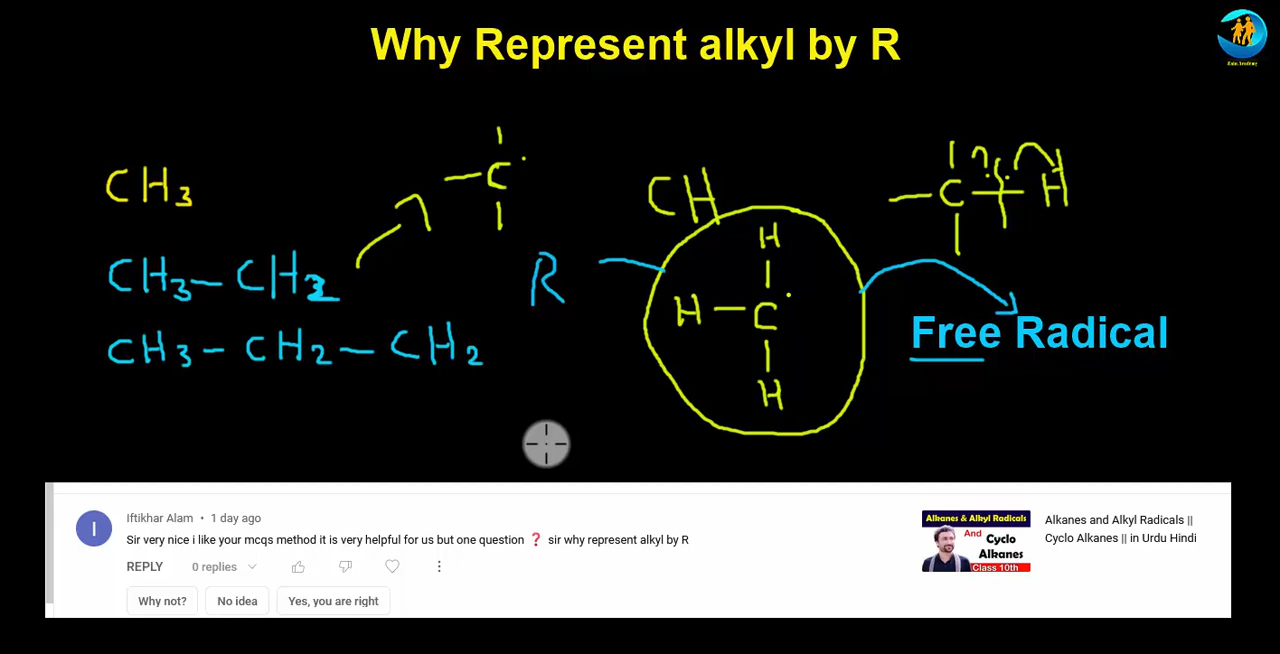 Why Represent alkyl by R
Zain Academy
CH3
CH3-CH2
CH3-CH2-CH2
-C·
R
CH
H
H-C·
H
-C-H
?
Free Radical
I
Iftikhar Alam • 1 day ago
Sir very nice i like your mcqs method it is very helpful for us but one question ❓ sir why represent alkyl by R
REPLY 0 replies
Why not? No idea Yes, you are right
Alkanes & Alkyl Radicals
And Cyclo
Alkanes
Class 10th
Alkanes and Alkyl Radicals ||
Cyclo Alkanes || in Urdu Hindi